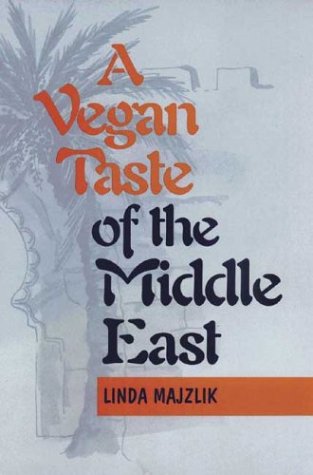 A
Vegan
Taste
of the
Middle
East
LINDA MAJZLIK